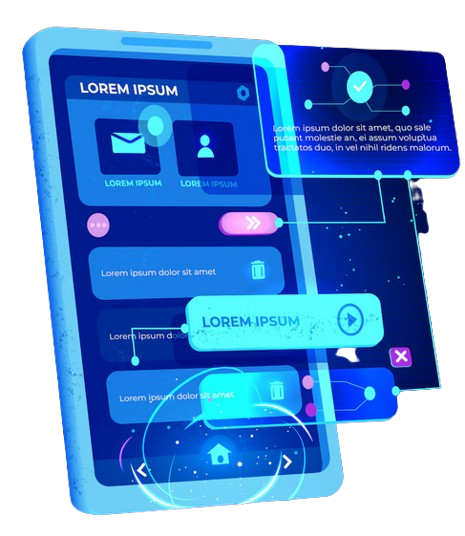 LOREM IPSUM
LOREM IPSUM
LOREM IPSUM
Lorem ipsum dolor sit amet, quo sale
putant molestie an, ei assum voluptua
tractatos duo, in vel nihil ridens malorum.
Lorem ipsum dolor sit amet
LOREM IPSUM
Lorem ipsum dolo
Lorem ipsum dolor sit amet